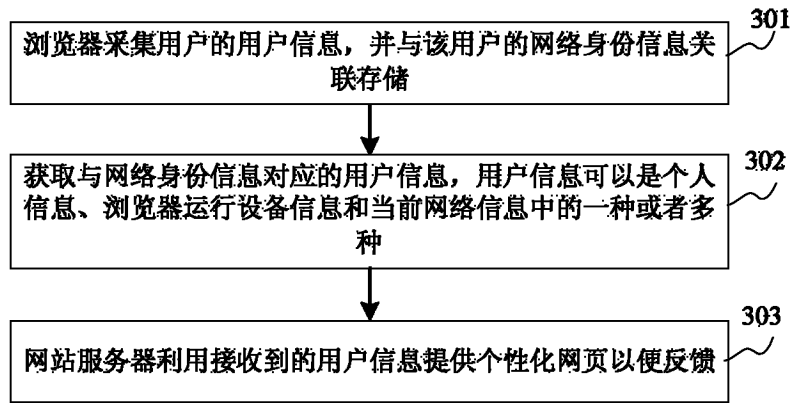 浏览器采集用户的用户信息，并与该用户的网络身份信息关
联存储
301
获取与网络身份信息对应的用户信息，用户信息可以是个人
信息、浏览器运行设备信息和当前网络信息中的一种或者多
种
302
网站服务器利用接收到的用户信息提供个性化网页以便反馈
303